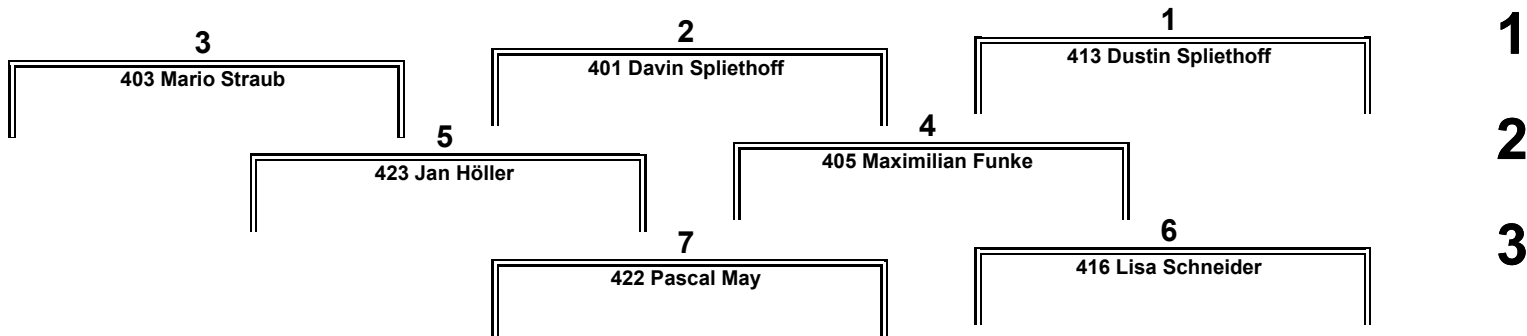 3
403 Mario Straub
2
401 Davin Spliethoff
1
413 Dustin Spliethoff
1
5
423 Jan Höller
4
405 Maximilian Funke
2
7
422 Pascal May
6
416 Lisa Schneider
3